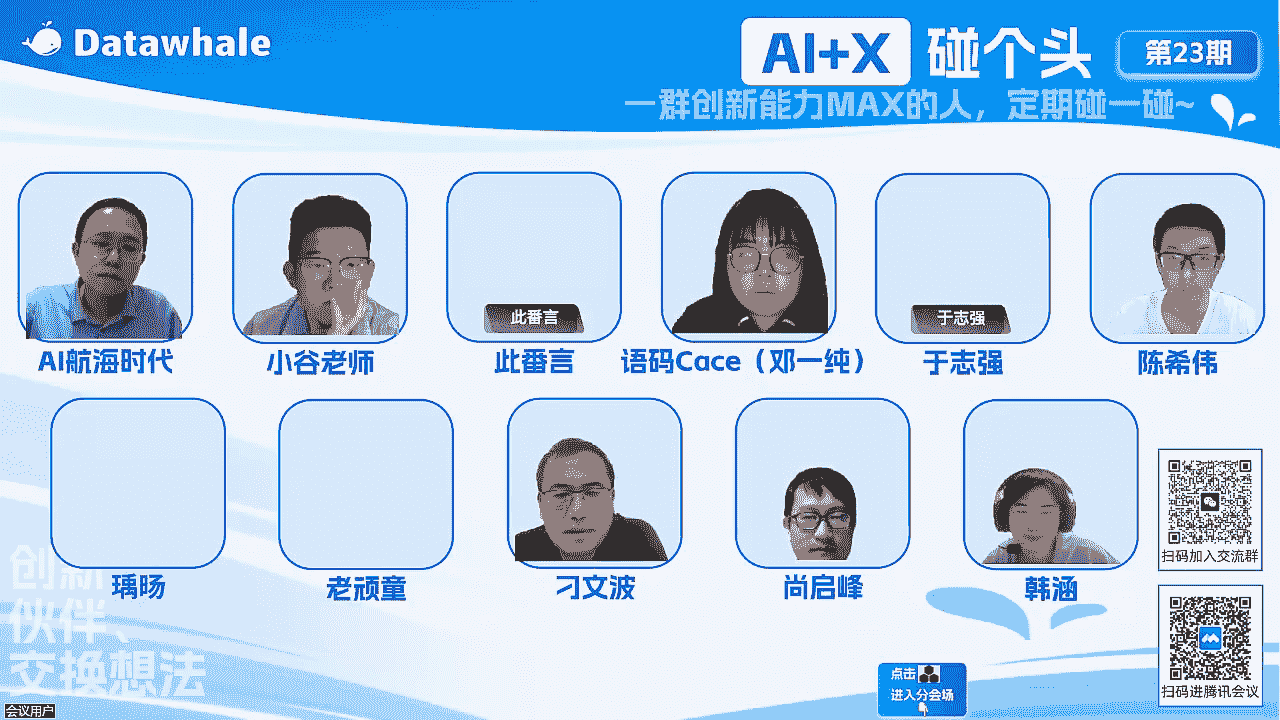 Datawhale
AI+X 碰个头 第23期
一群创新能力MAX的人，定期碰一碰~
此番言
于志强
AI航海时代
小谷老师
此番言
语码Cace（邓一纯）
于志强
陈希伟
瑀旸
老顽童
刁文波
尚启峰
韩涵
扫码加入交流群
创新
伙伴、
交换想法
点击
进入分会场
扫码进腾讯会议
会议用户